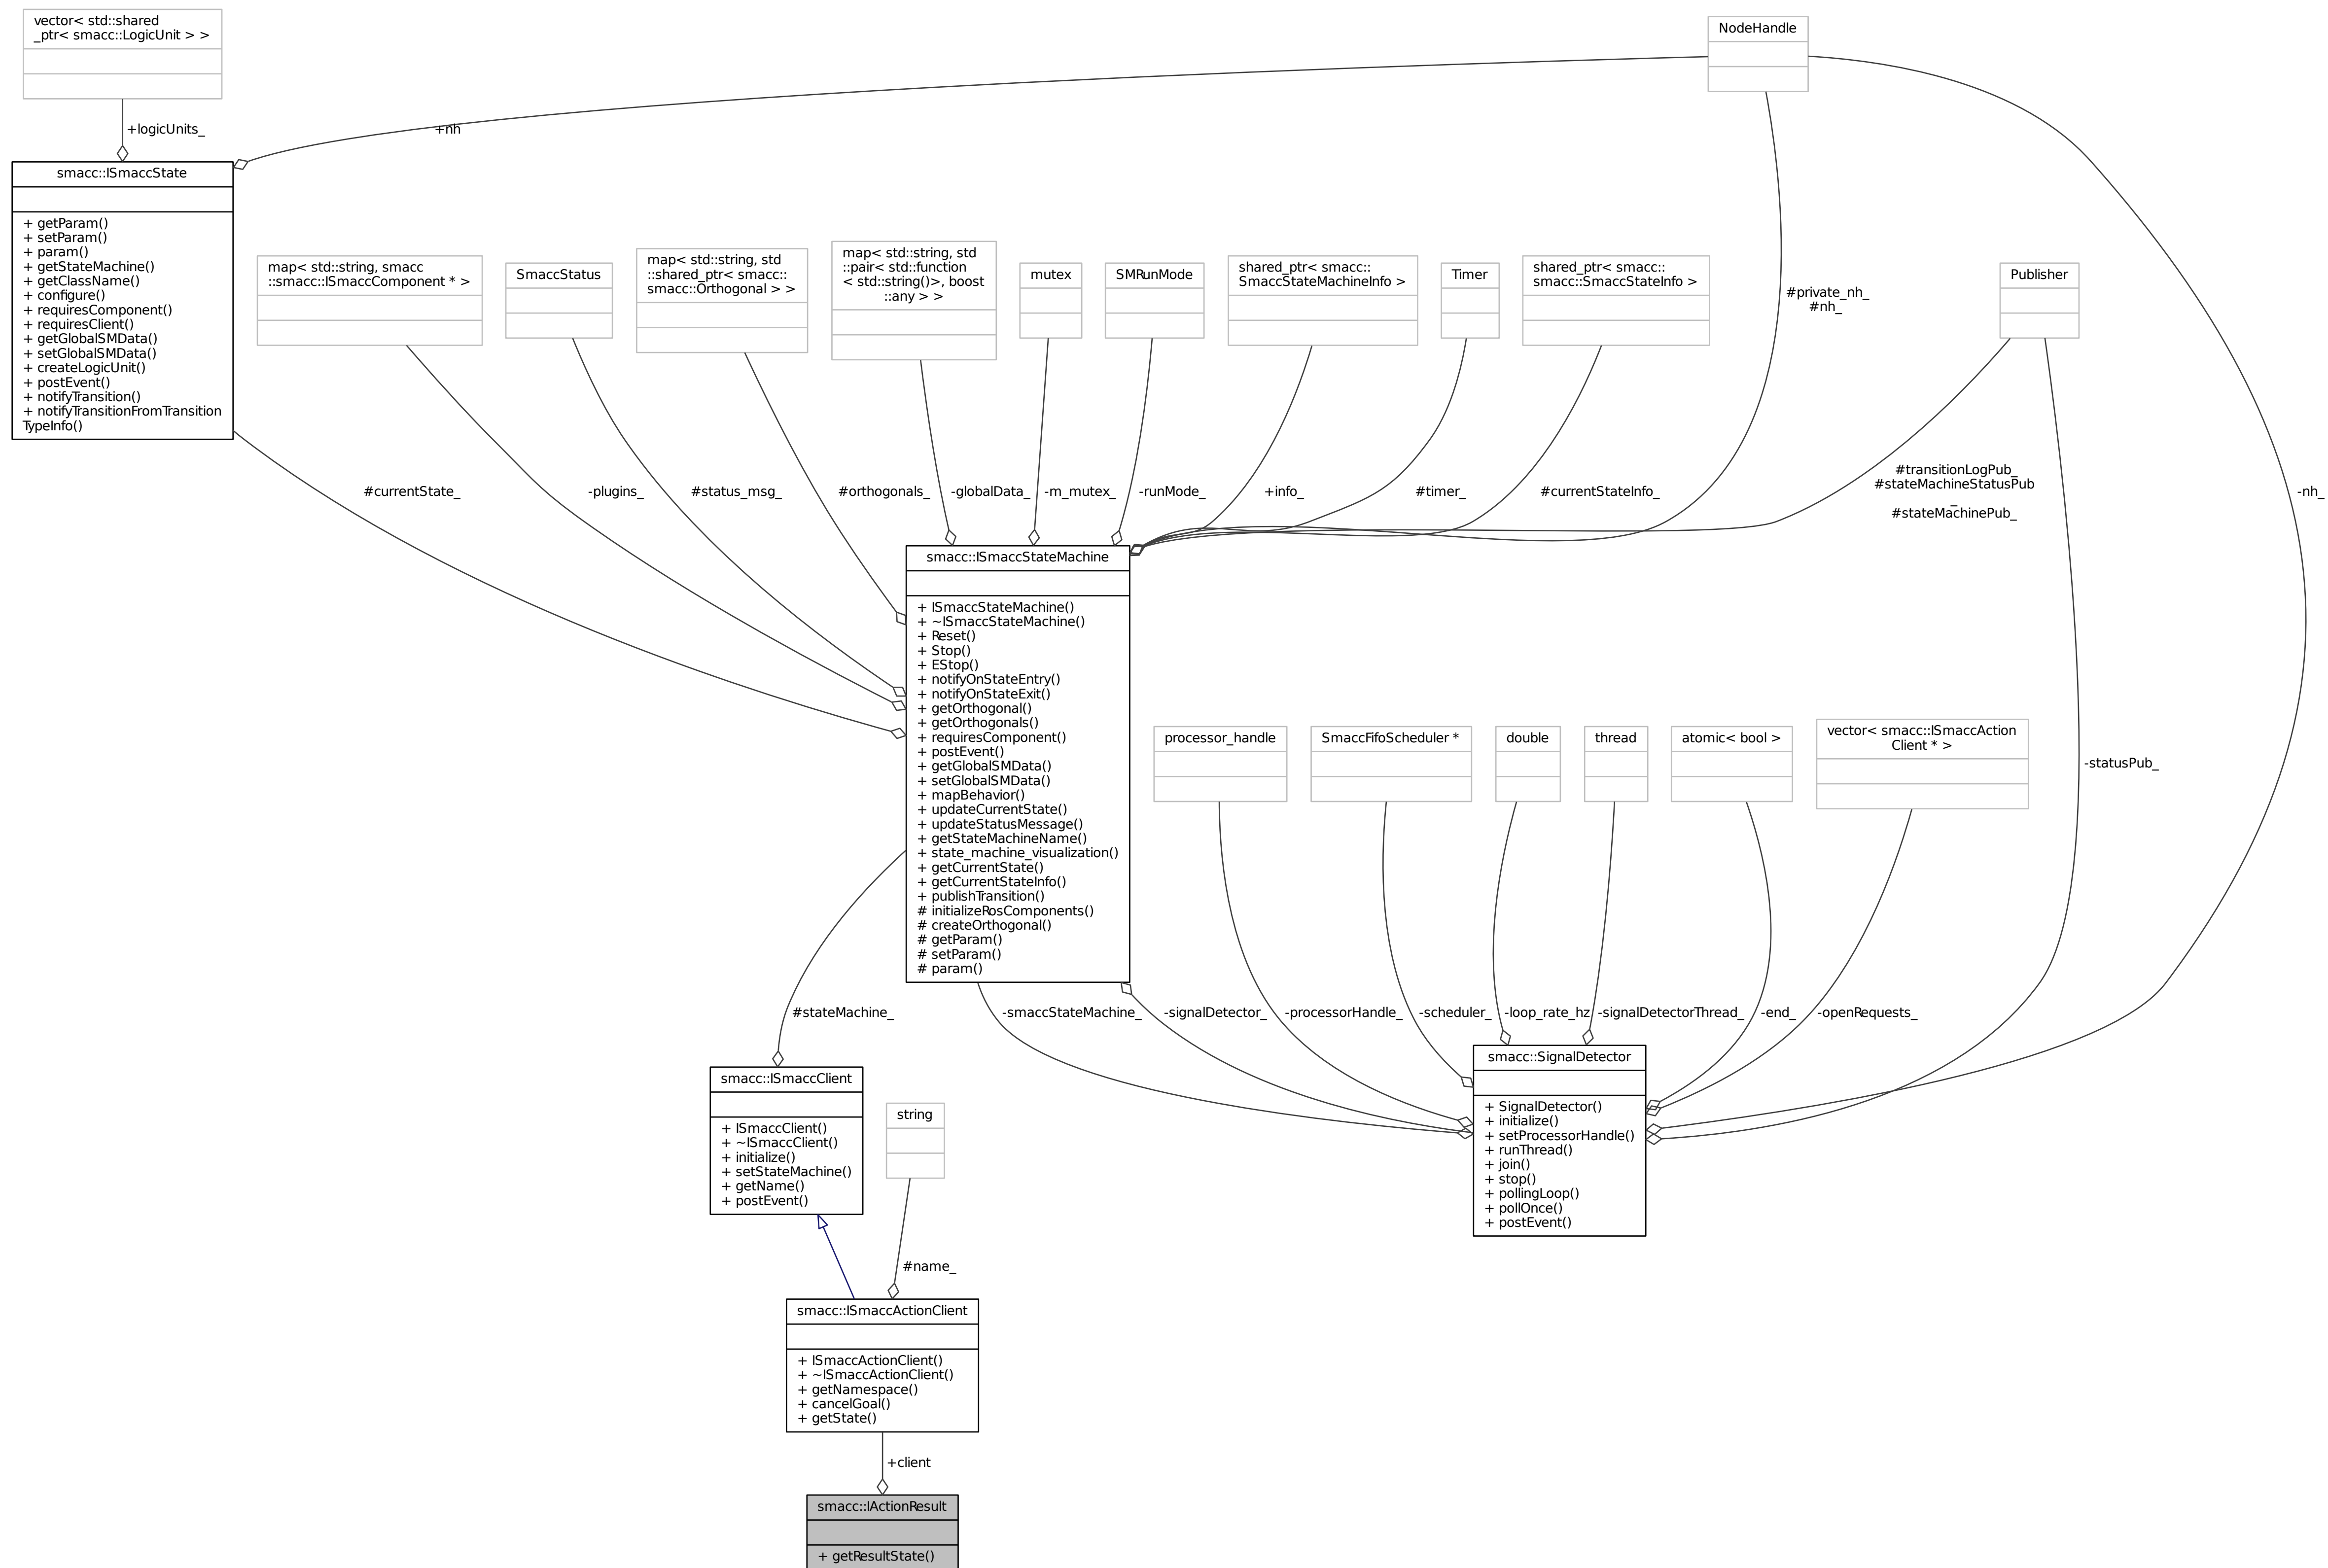 vector< std::shared
_ptr< smacc::LogicUnit > >
NodeHandle
+logicUnits_
+nh
smacc::ISmaccState
+ getParam()
+ setParam()
+ param()
+ getStateMachine()
+ getClassName()
+ configure()
+ requiresComponent()
+ requiresClient()
+ getGlobalSMData()
+ setGlobalSMData()
+ createLogicUnit()
+ postEvent()
+ notifyTransition()
+ notifyTransitionFromTransition
TypeInfo()
map< std::string, smacc
::smacc::ISmaccComponent * >
SmaccStatus
map< std::string, std
::shared_ptr< smacc::
smacc::Orthogonal > >
map< std::string, std
::pair< std::function
< std::string()>, boost
::any > >
mutex
SMRunMode
shared_ptr< smacc::
SmaccStateMachineInfo >
Timer
shared_ptr< smacc::
smacc::SmaccStateInfo >
#private_nh_
#nh_
Publisher
#currentState_
-plugins_
#status_msg_
#orthogonals_
-globalData_
-m_mutex_
-runMode_
+info_
#timer_
#currentStateInfo_
#transitionLogPub_
#stateMachineStatusPub
_
#stateMachinePub_
-nh_
smacc::ISmaccStateMachine
+ ISmaccStateMachine()
+ ~ISmaccStateMachine()
+ Reset()
+ Stop()
+ EStop()
+ notifyOnStateEntry()
+ notifyOnStateExit()
+ getOrthogonal()
+ getOrthogonals()
+ requiresComponent()
+ postEvent()
+ getGlobalSMData()
+ setGlobalSMData()
+ mapBehavior()
+ updateCurrentState()
+ updateStatusMessage()
+ getStateMachineName()
+ state_machine_visualization()
+ getCurrentState()
+ getCurrentStateInfo()
+ publishTransition()
# initializeRosComponents()
# createOrthogonal()
# getParam()
# setParam()
# param()
processor_handle
SmaccFifoScheduler *
double
thread
atomic< bool >
vector< smacc::ISmaccAction
Client * >
-statusPub_
#stateMachine_
-smaccStateMachine_
-signalDetector_
-processorHandle_
-scheduler_
-loop_rate_hz
-signalDetectorThread_
-end_
-openRequests_
smacc::SignalDetector
+ SignalDetector()
+ initialize()
+ setProcessorHandle()
+ runThread()
+ join()
+ stop()
+ pollingLoop()
+ pollOnce()
+ postEvent()
smacc::ISmaccClient
+ ISmaccClient()
+ ~ISmaccClient()
+ initialize()
+ setStateMachine()
+ getName()
+ postEvent()
string
#name_
smacc::ISmaccActionClient
+ ISmaccActionClient()
+ ~ISmaccActionClient()
+ getNamespace()
+ cancelGoal()
+ getState()
+client
smacc::IActionResult
+ getResultState()